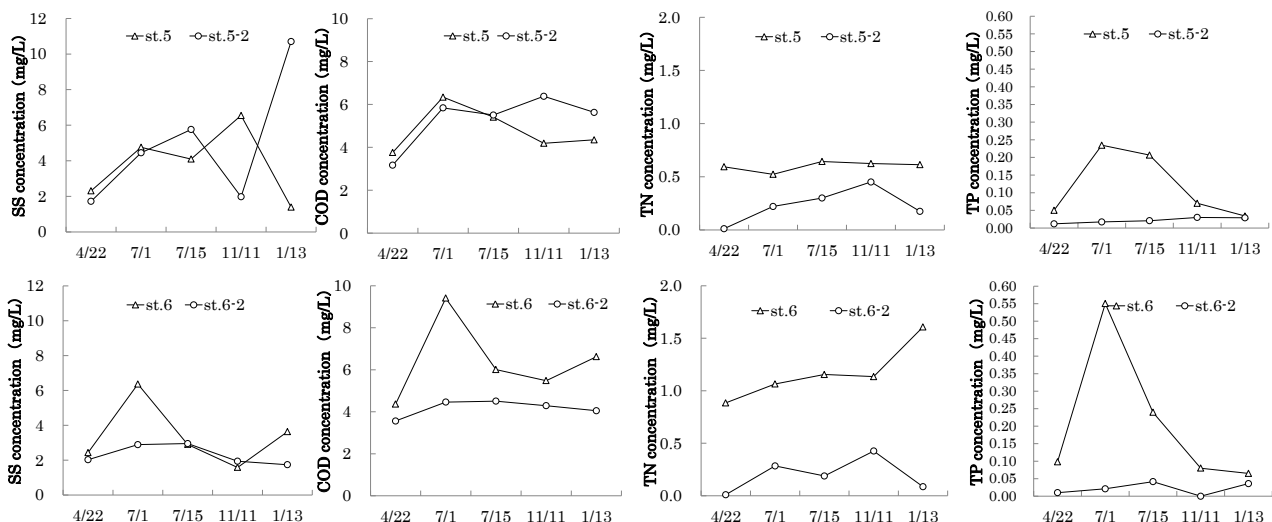 SS concentration (mg/L)
12
10
8
6
4
2
0
st.5 st.5-2
4/22 7/1 7/15 11/11 1/13
COD concentration (mg/L)
10
8
6
4
2
0
st.5 st.5-2
4/22 7/1 7/15 11/11 1/13
TN concentration (mg/L)
2.0
1.5
1.0
0.5
0.0
st.5 st.5-2
4/22 7/1 7/15 11/11 1/13
TP concentration (mg/L)
0.60
0.55
0.50
0.45
0.40
0.35
0.30
0.25
0.20
0.15
0.10
0.05
0.00
st.5 st.5-2
4/22 7/1 7/15 11/11 1/13
SS concentration (mg/L)
12
10
8
6
4
2
0
st.6 st.6-2
4/22 7/1 7/15 11/11 1/13
COD concentration (mg/L)
10
8
6
4
2
0
st.6 st.6-2
4/22 7/1 7/15 11/11 1/13
TN concentration (mg/L)
2.0
1.5
1.0
0.5
0.0
st.6 st.6-2
4/22 7/1 7/15 11/11 1/13
TP concentration (mg/L)
0.60
0.55
0.50
0.45
0.40
0.35
0.30
0.25
0.20
0.15
0.10
0.05
0.00
st.6 st.6-2
4/22 7/1 7/15 11/11 1/13